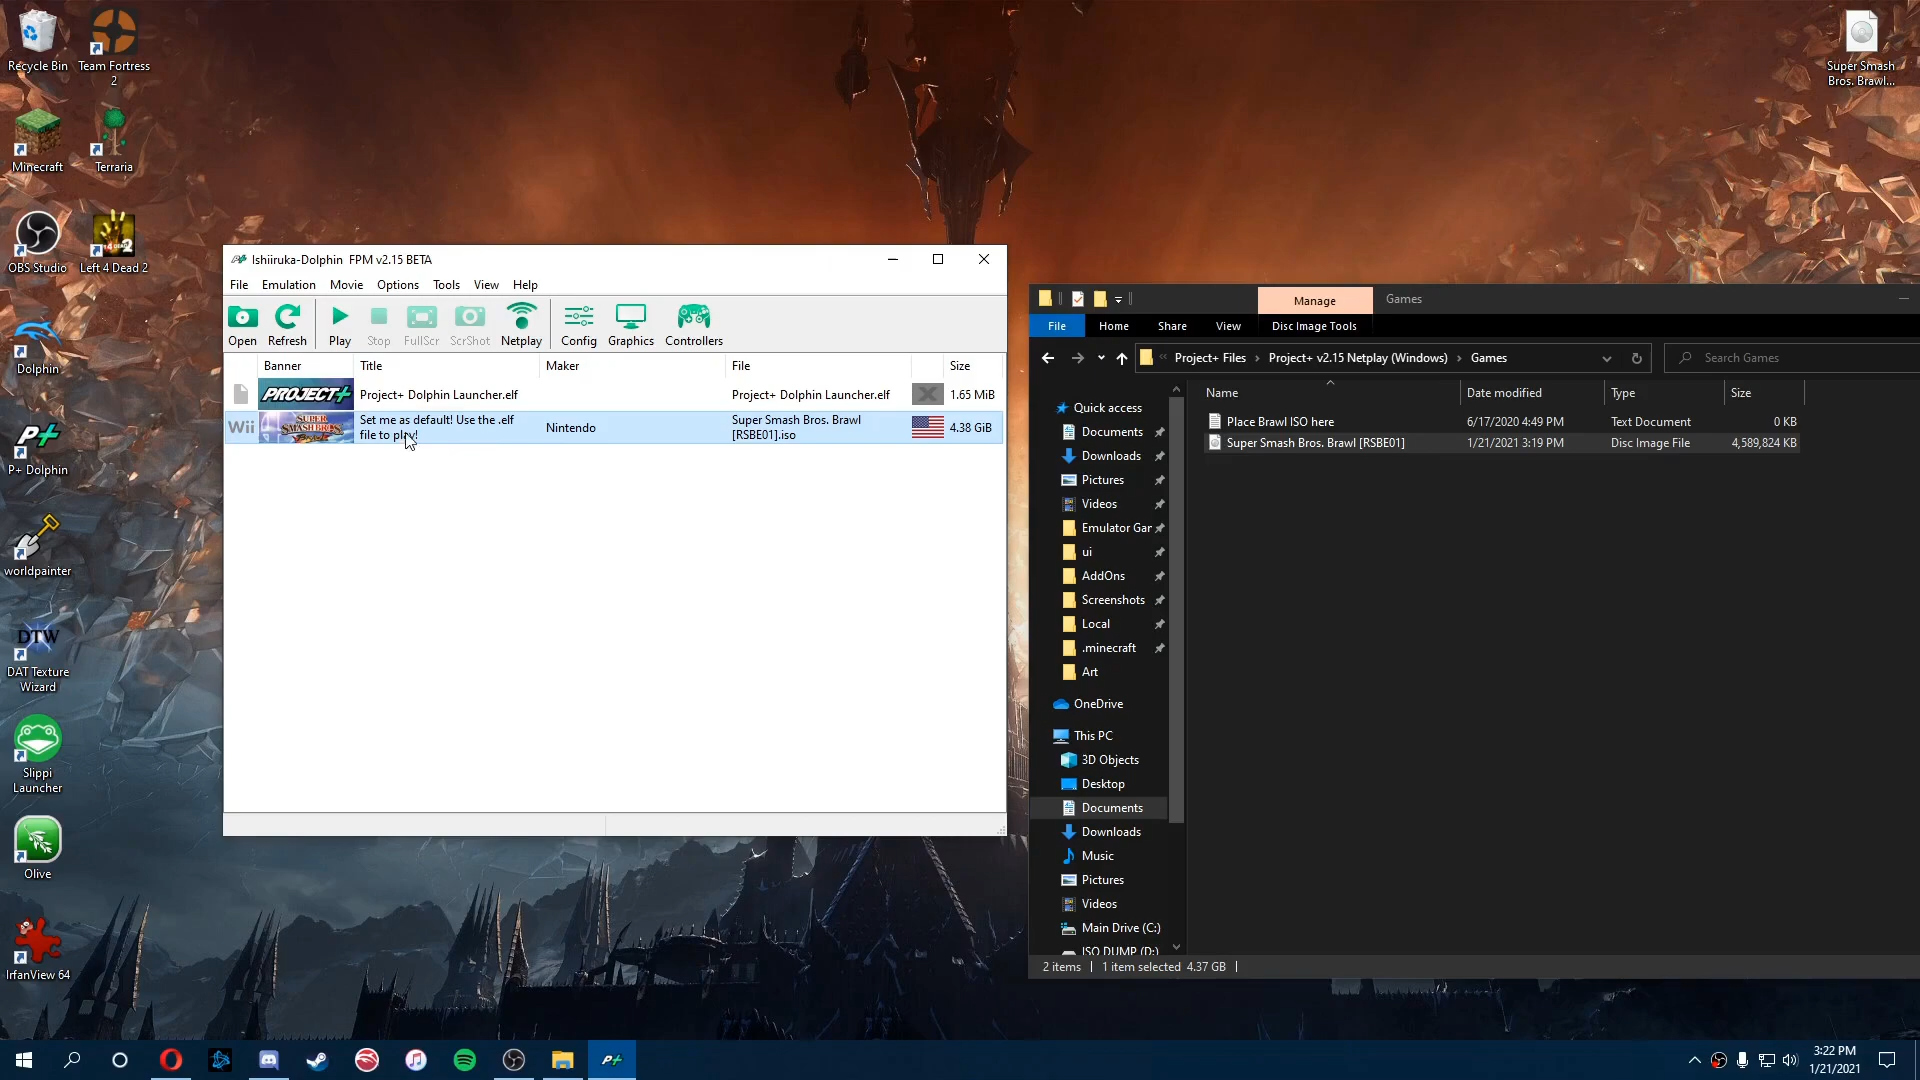 Recycle Bin
Team Fortress
2
Minecraft
Terraria
OBS Studio
Left 4 Dead 2
Dolphin
P+ Dolphin
worldpainter
DTW
DAT Texture
Wizard
Slippi
Launcher
Olive
IrfanView 64
Super Smash
Bros. Brawl...
Ishiiruka-Dolphin FPM v2.15 BETA
File Emulation Movie Options Tools View Help
Open Refresh Play Stop FullScr ScrShot Netplay Config Graphics Controllers
Banner Title Maker File Size
PROJECT+ Project+ Dolphin Launcher.elf Project+ Dolphin Launcher.elf 1.65 MiB
Wii SUPER SMASH BROS. BRAWL Set me as default! Use the .elf Nintendo Super Smash Bros. Brawl 4.38 GiB
file to play! [RSBE01].iso
Manage Games
File Home Share View Disc Image Tools
Project+ Files Project+ v2.15 Netplay (Windows) Games Search Games
Name Date modified Type Size
Place Brawl ISO here 6/17/2020 4:49 PM Text Document 0 KB
Super Smash Bros. Brawl [RSBE01] 1/21/2021 3:19 PM Disc Image File 4,589,824 KB
Quick access
Documents
Downloads
Pictures
Videos
Emulator Gar
ui
AddOns
Screenshots
Local
.minecraft
Art
OneDrive
This PC
3D Objects
Desktop
Documents
Downloads
Music
Pictures
Videos
Main Drive (C:)
ISO DUMP (D:)
2 items 1 item selected 4.37 GB
P+
3:22 PM
1/21/2021